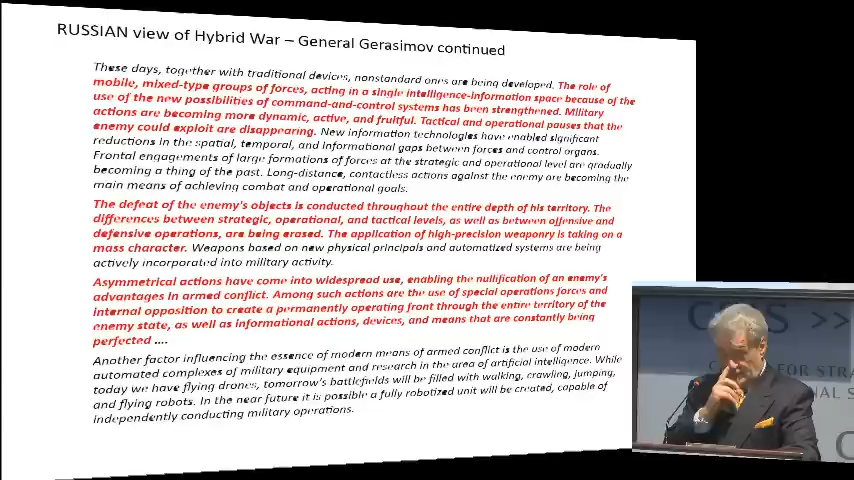 RUSSIAN view of Hybrid War – General Gerasimov continued
These days, together with traditional devices, nonstandard ones are being developed. The role of
mobile, mixed-type groups of forces, acting in a single intelligence-information space because of the
use of the new possibilities of command-and-control systems has been strengthened. Military
actions are becoming more dynamic, active, and fruitful. Tactical and operational pauses that the
enemy could exploit are disappearing. New information technologies have enabled significant
reductions in the spatial, temporal, and informational gaps between forces and control organs.
Frontal engagements of large formations of forces at the strategic and operational level are gradually
becoming a thing of the past. Long-distance, contactless actions against the enemy are becoming the
main means of achieving combat and operational goals.
The defeat of the enemy's objects is conducted throughout the entire depth of his territory. The
differences between strategic, operational, and tactical levels, as well as between offensive and
defensive operations, are being erased. The application of high-precision weaponry is taking on a
mass character. Weapons based on new physical principals and automatized systems are being
actively incorporated into military activity.
Asymmetrical actions have come into widespread use, enabling the nullification of an enemy's
advantages in armed conflict. Among such actions are the use of special operations forces and
internal opposition to create a permanently operating front through the entire territory of the
enemy state, as well as informational actions, devices, and means that are constantly being
perfected ....
Another factor influencing the essence of modern means of armed conflict is the use of modern
automated complexes of military equipment and research in the area of artificial intelligence. While
today we have flying drones, tomorrow's battlefields will be filled with walking, crawling, jumping,
and flying robots. In the near future it is possible a fully robotized unit will be created, capable of
independently conducting military operations.
>>
FOR STRA
ONAL S